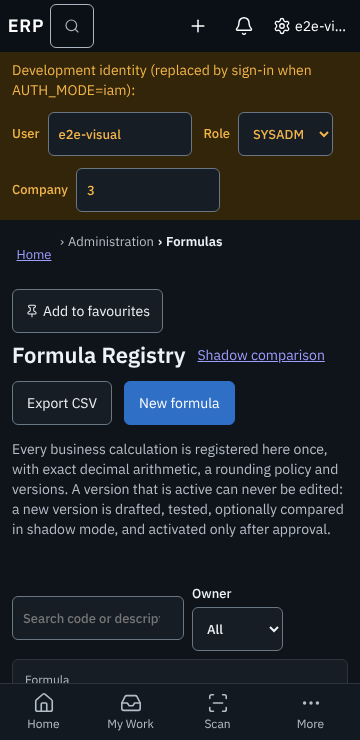 ERP
e2e-vi...
Development identity (replaced by sign-in when
AUTH_MODE=iam):
User e2e-visual Role SYSADM
Company 3
Home › Administration › Formulas
Add to favourites
Formula Registry Shadow comparison
Export CSV New formula
Every business calculation is registered here once,
with exact decimal arithmetic, a rounding policy and
versions. A version that is active can never be edited:
a new version is drafted, tested, optionally compared
in shadow mode, and activated only after approval.
Owner
Search code or descrip
All
Formula
Home My Work Scan More